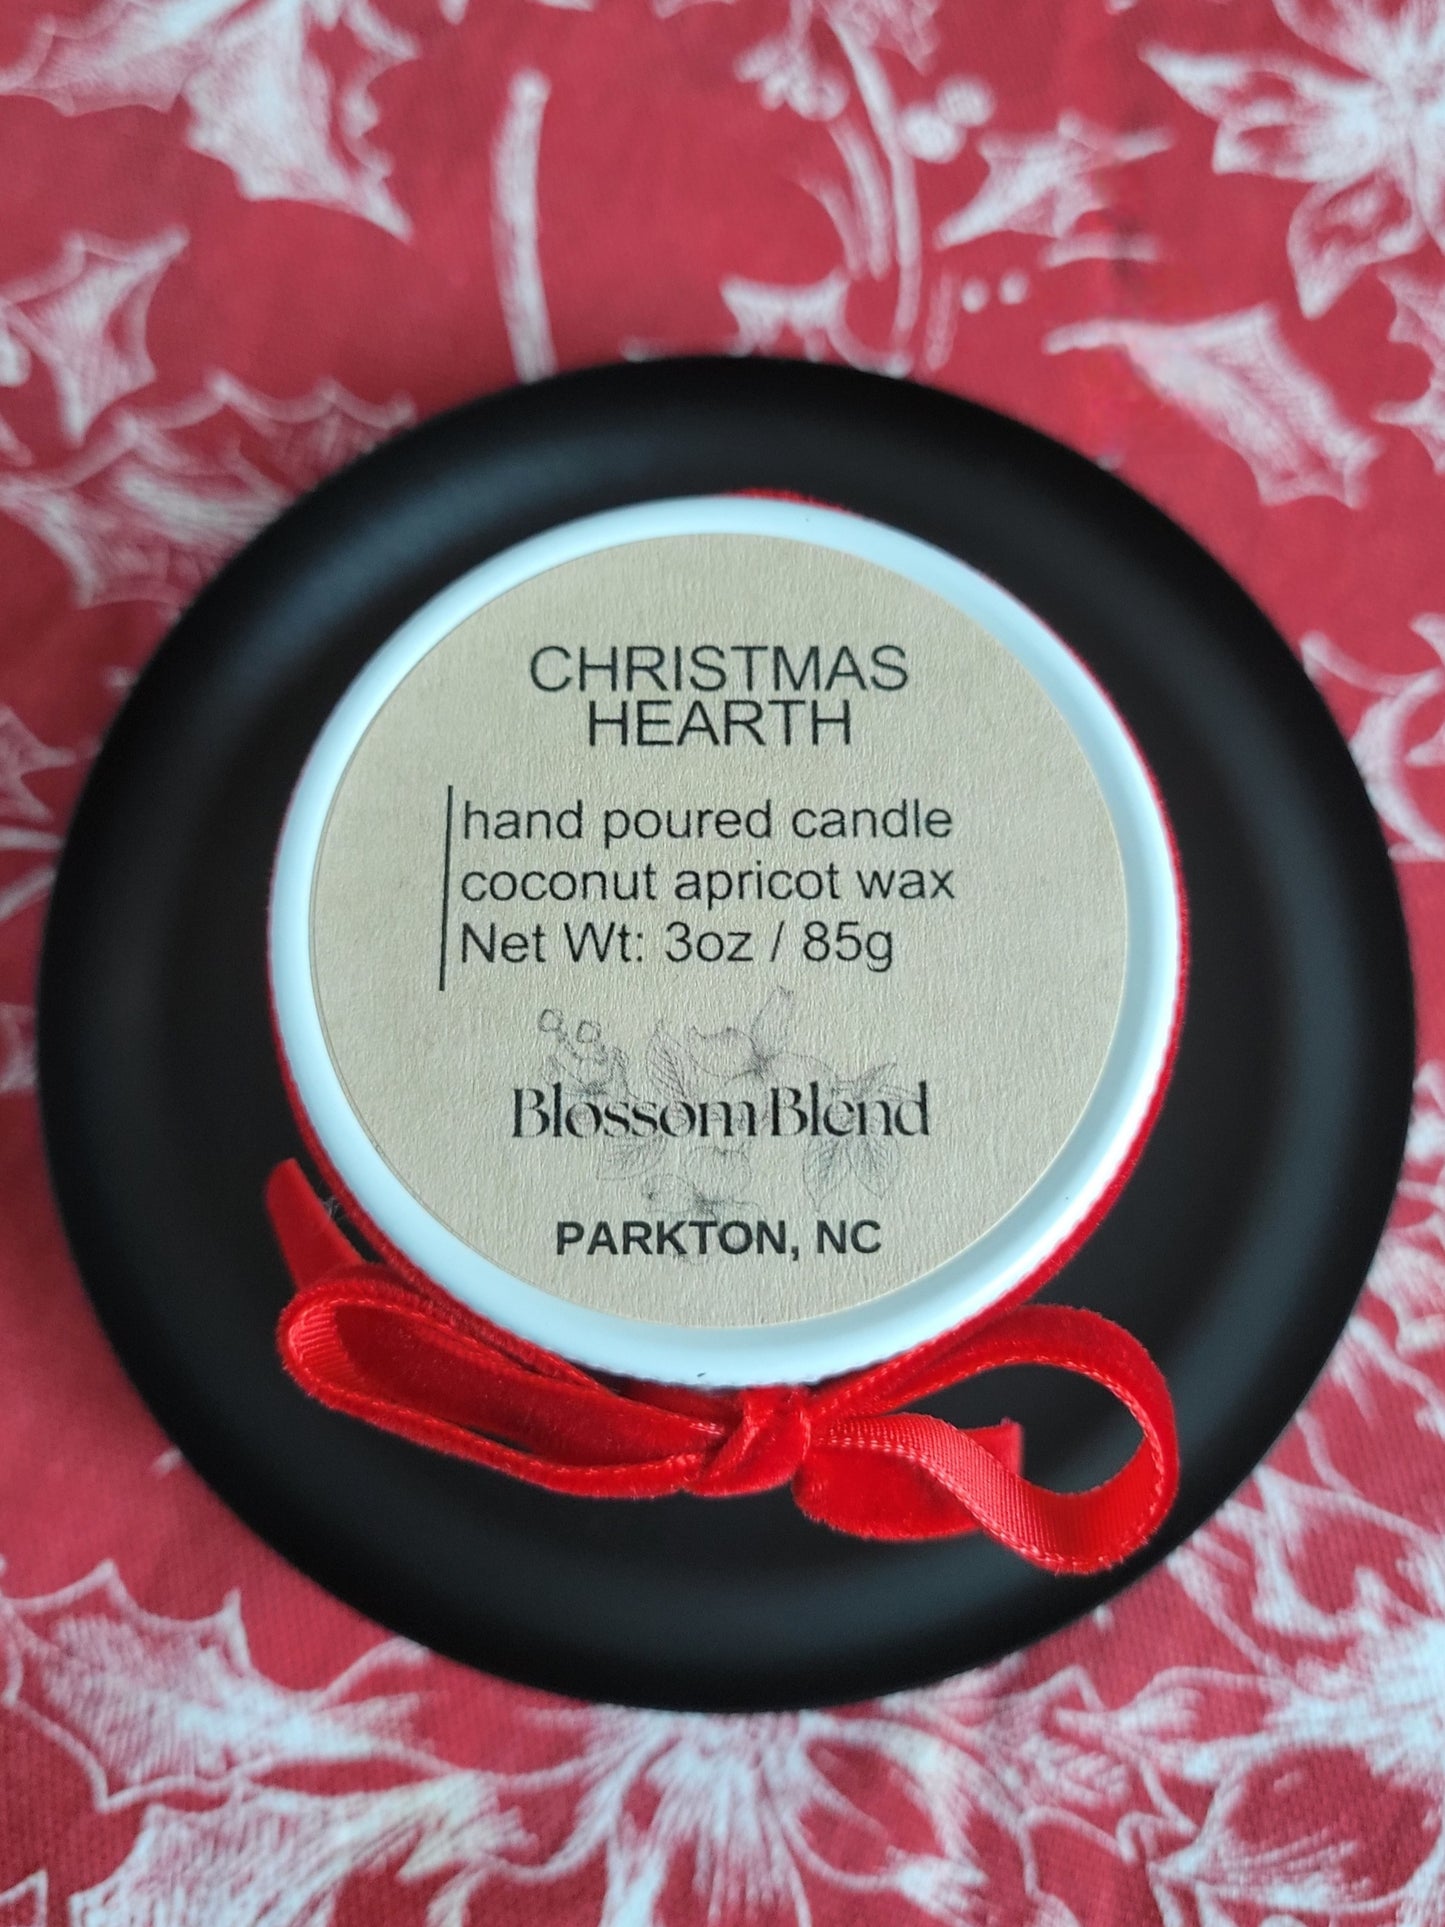 CHRISTMAS
HEARTH
hand poured candle
coconut apricot wax
Net Wt: 3oz / 85g
Blossom Blend
PARKTON, NC